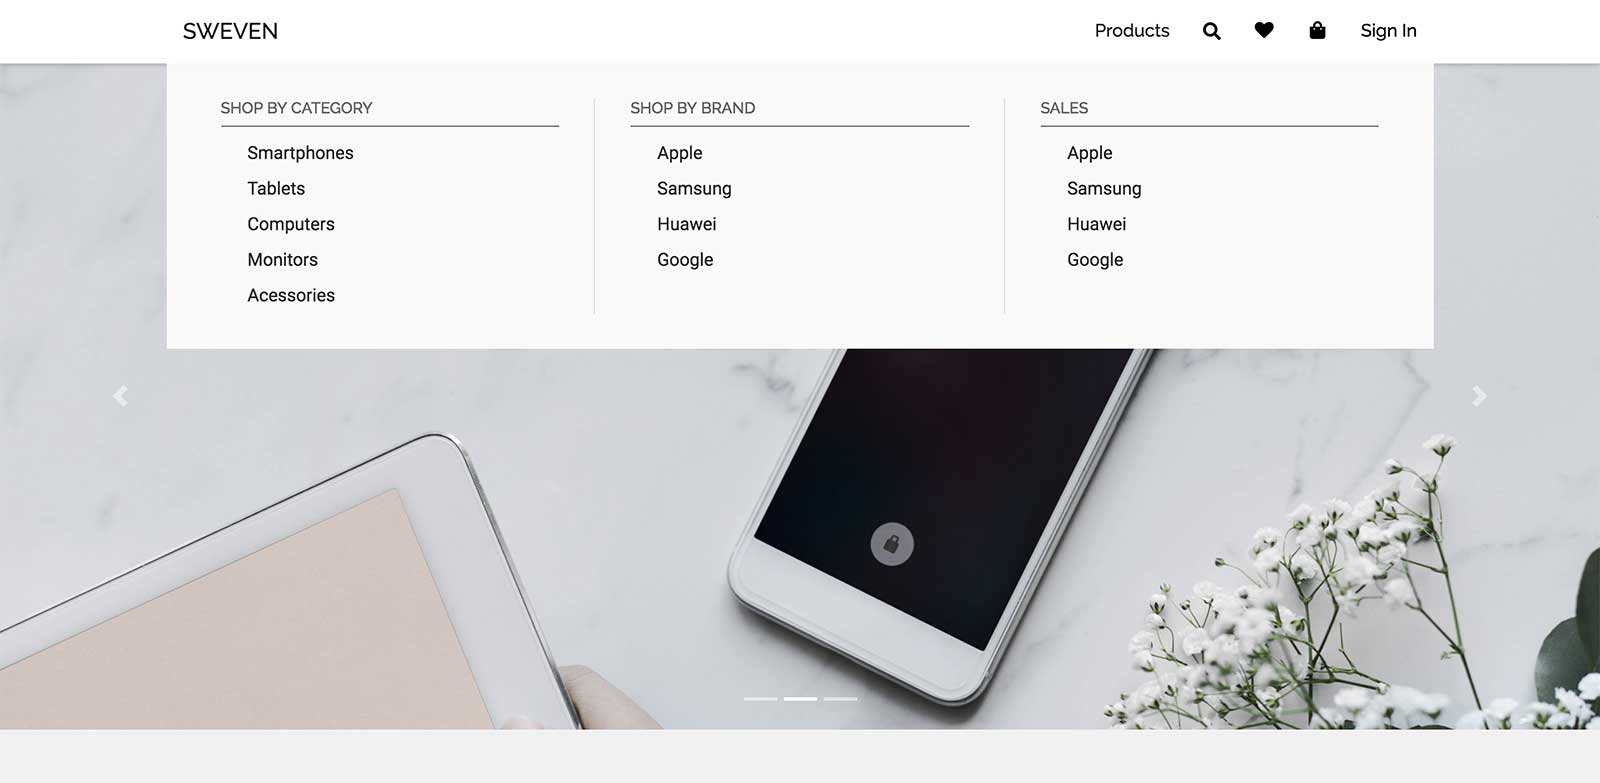 SWEVEN
Products
Sign In
SHOP BY CATEGORY
Smartphones
Tablets
Computers
Monitors
Acessories
SHOP BY BRAND
Apple
Samsung
Huawei
Google
SALES
Apple
Samsung
Huawei
Google